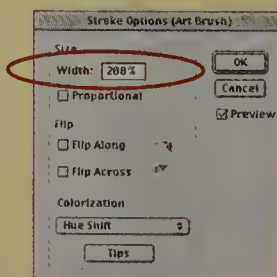 Stroke Options (Art Brush)
Size
Width: 200%
Proportional
OK
Cancel
Preview
Flip
Flip Along
Flip Across
Colorization
Hue Shift
Tips